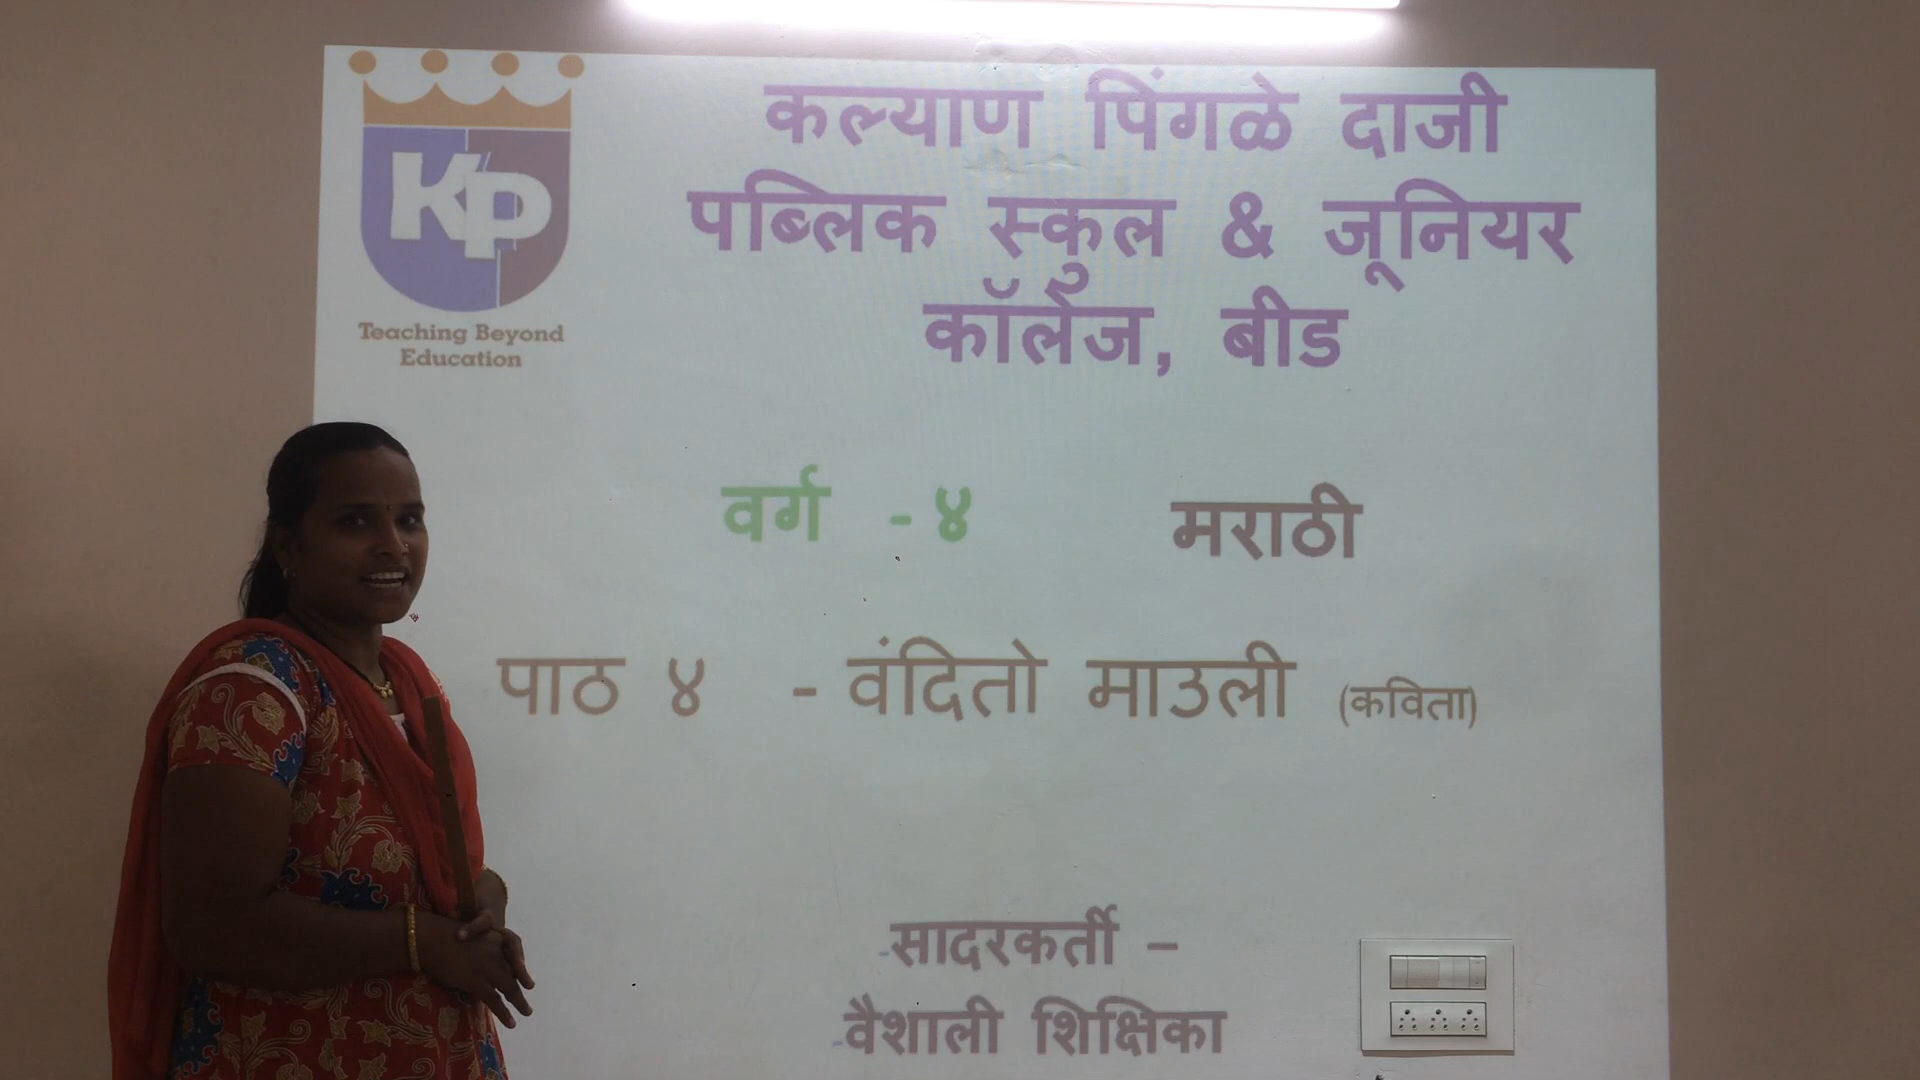 KP
Teaching Beyond
Education
कल्याण पिंगळे दाजी
पब्लिक स्कुल & जूनियर
कॉलेज, बीड
वर्ग - ४ मराठी
पाठ ४ - वंदितो माउली (कविता)
-सादरकर्ती –
-वैशाली शिक्षिका